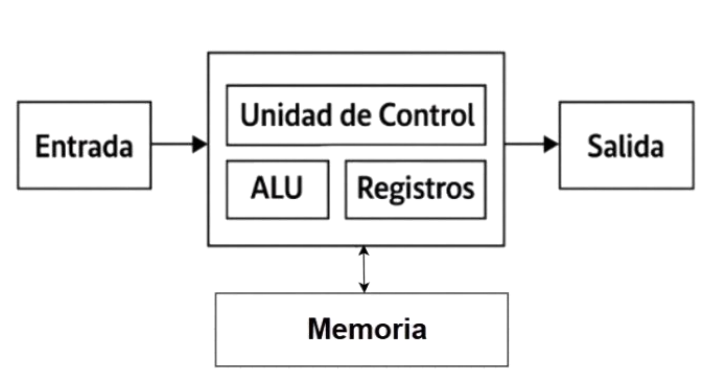 Unidad de Control
Entrada
Salida
ALU
Registros
Memoria